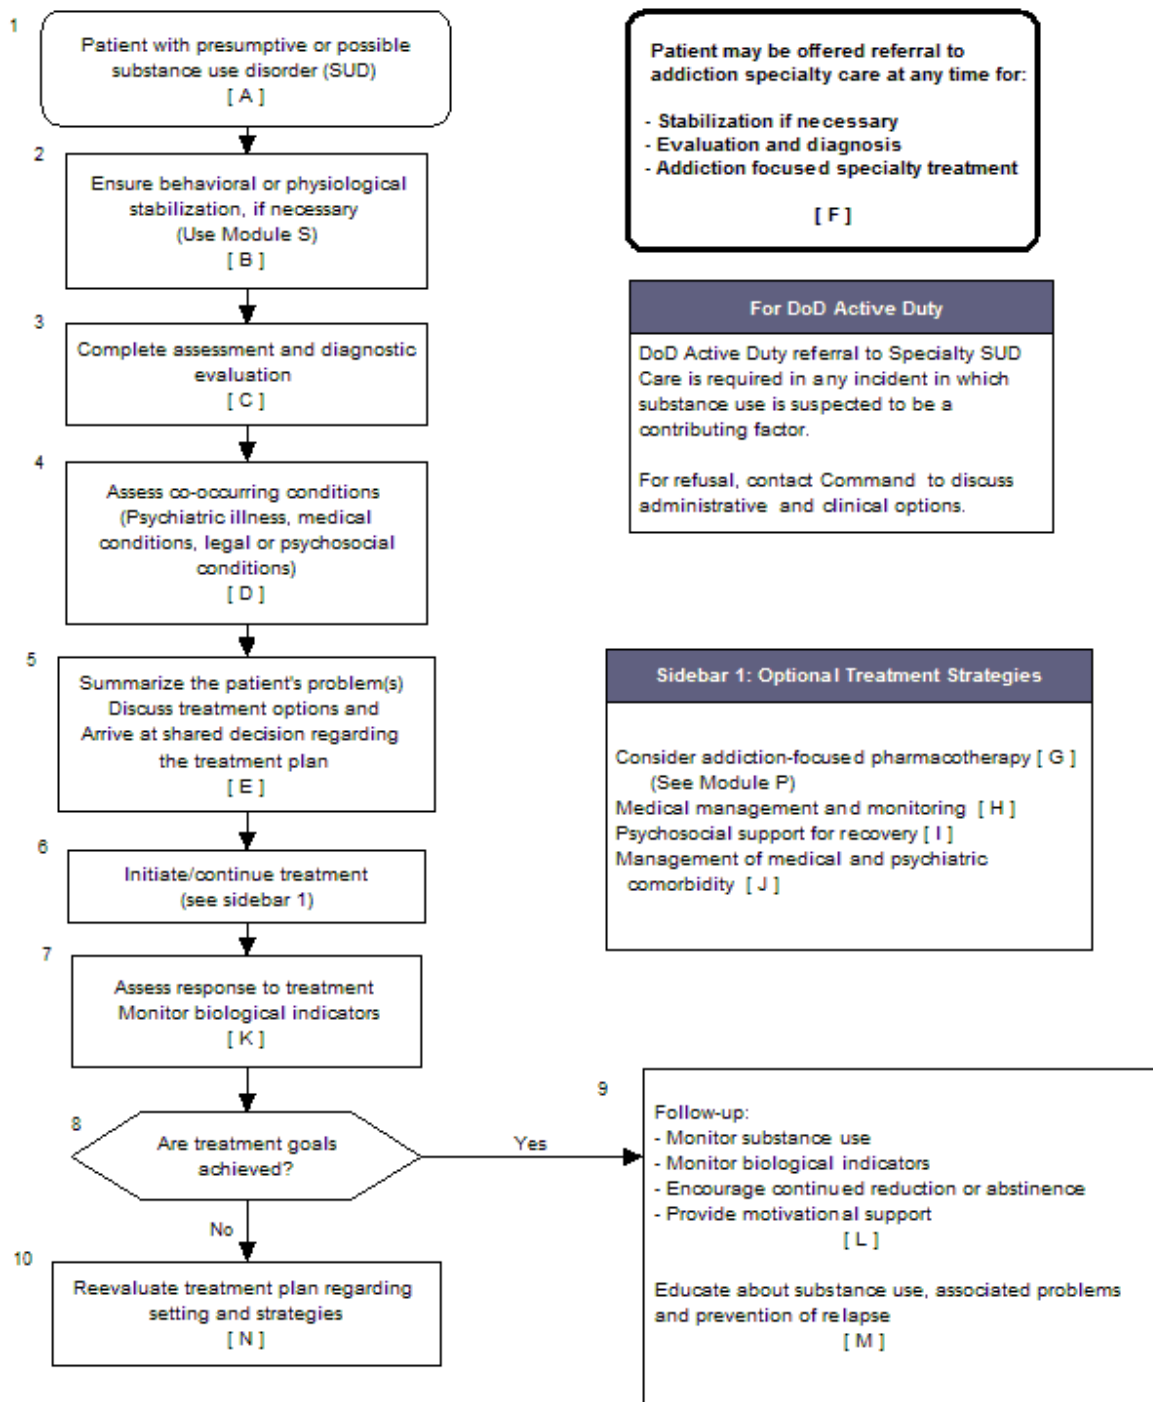 1
Patient with presumptive or possible
substance use disorder (SUD)
[ A ]
2
Ensure behavioral or physiological
stabilization, if necessary
(Use Module S)
[ B ]
3
Complete assessment and diagnostic
evaluation
[ C ]
4
Assess co-occurring conditions
(Psychiatric illness, medical
conditions, legal or psychosocial
conditions)
[ D ]
5
Summarize the patient's problem(s)
Discuss treatment options and
Arrive at shared decision regarding
the treatment plan
[ E ]
6
Initiate/continue treatment
(see sidebar 1)
7
Assess response to treatment
Monitor biological indicators
[ K ]
8
Are treatment goals
achieved?
Yes
No
10
Reevaluate treatment plan regarding
setting and strategies
[ N ]
Patient may be offered referral to
addiction specialty care at any time for:
- Stabilization if necessary
- Evaluation and diagnosis
- Addiction focused specialty treatment
[ F ]
For DoD Active Duty
DoD Active Duty referral to Specialty SUD
Care is required in any incident in which
substance use is suspected to be a
contributing factor.
For refusal, contact Command to discuss
administrative and clinical options.
Sidebar 1: Optional Treatment Strategies
Consider addiction-focused pharmacotherapy [ G ]
(See Module P)
Medical management and monitoring [ H ]
Psychosocial support for recovery [ I ]
Management of medical and psychiatric
comorbidity [ J ]
9
Follow-up:
- Monitor substance use
- Monitor biological indicators
- Encourage continued reduction or abstinence
- Provide motivational support
[ L ]
Educate about substance use, associated problems
and prevention of relapse
[ M ]